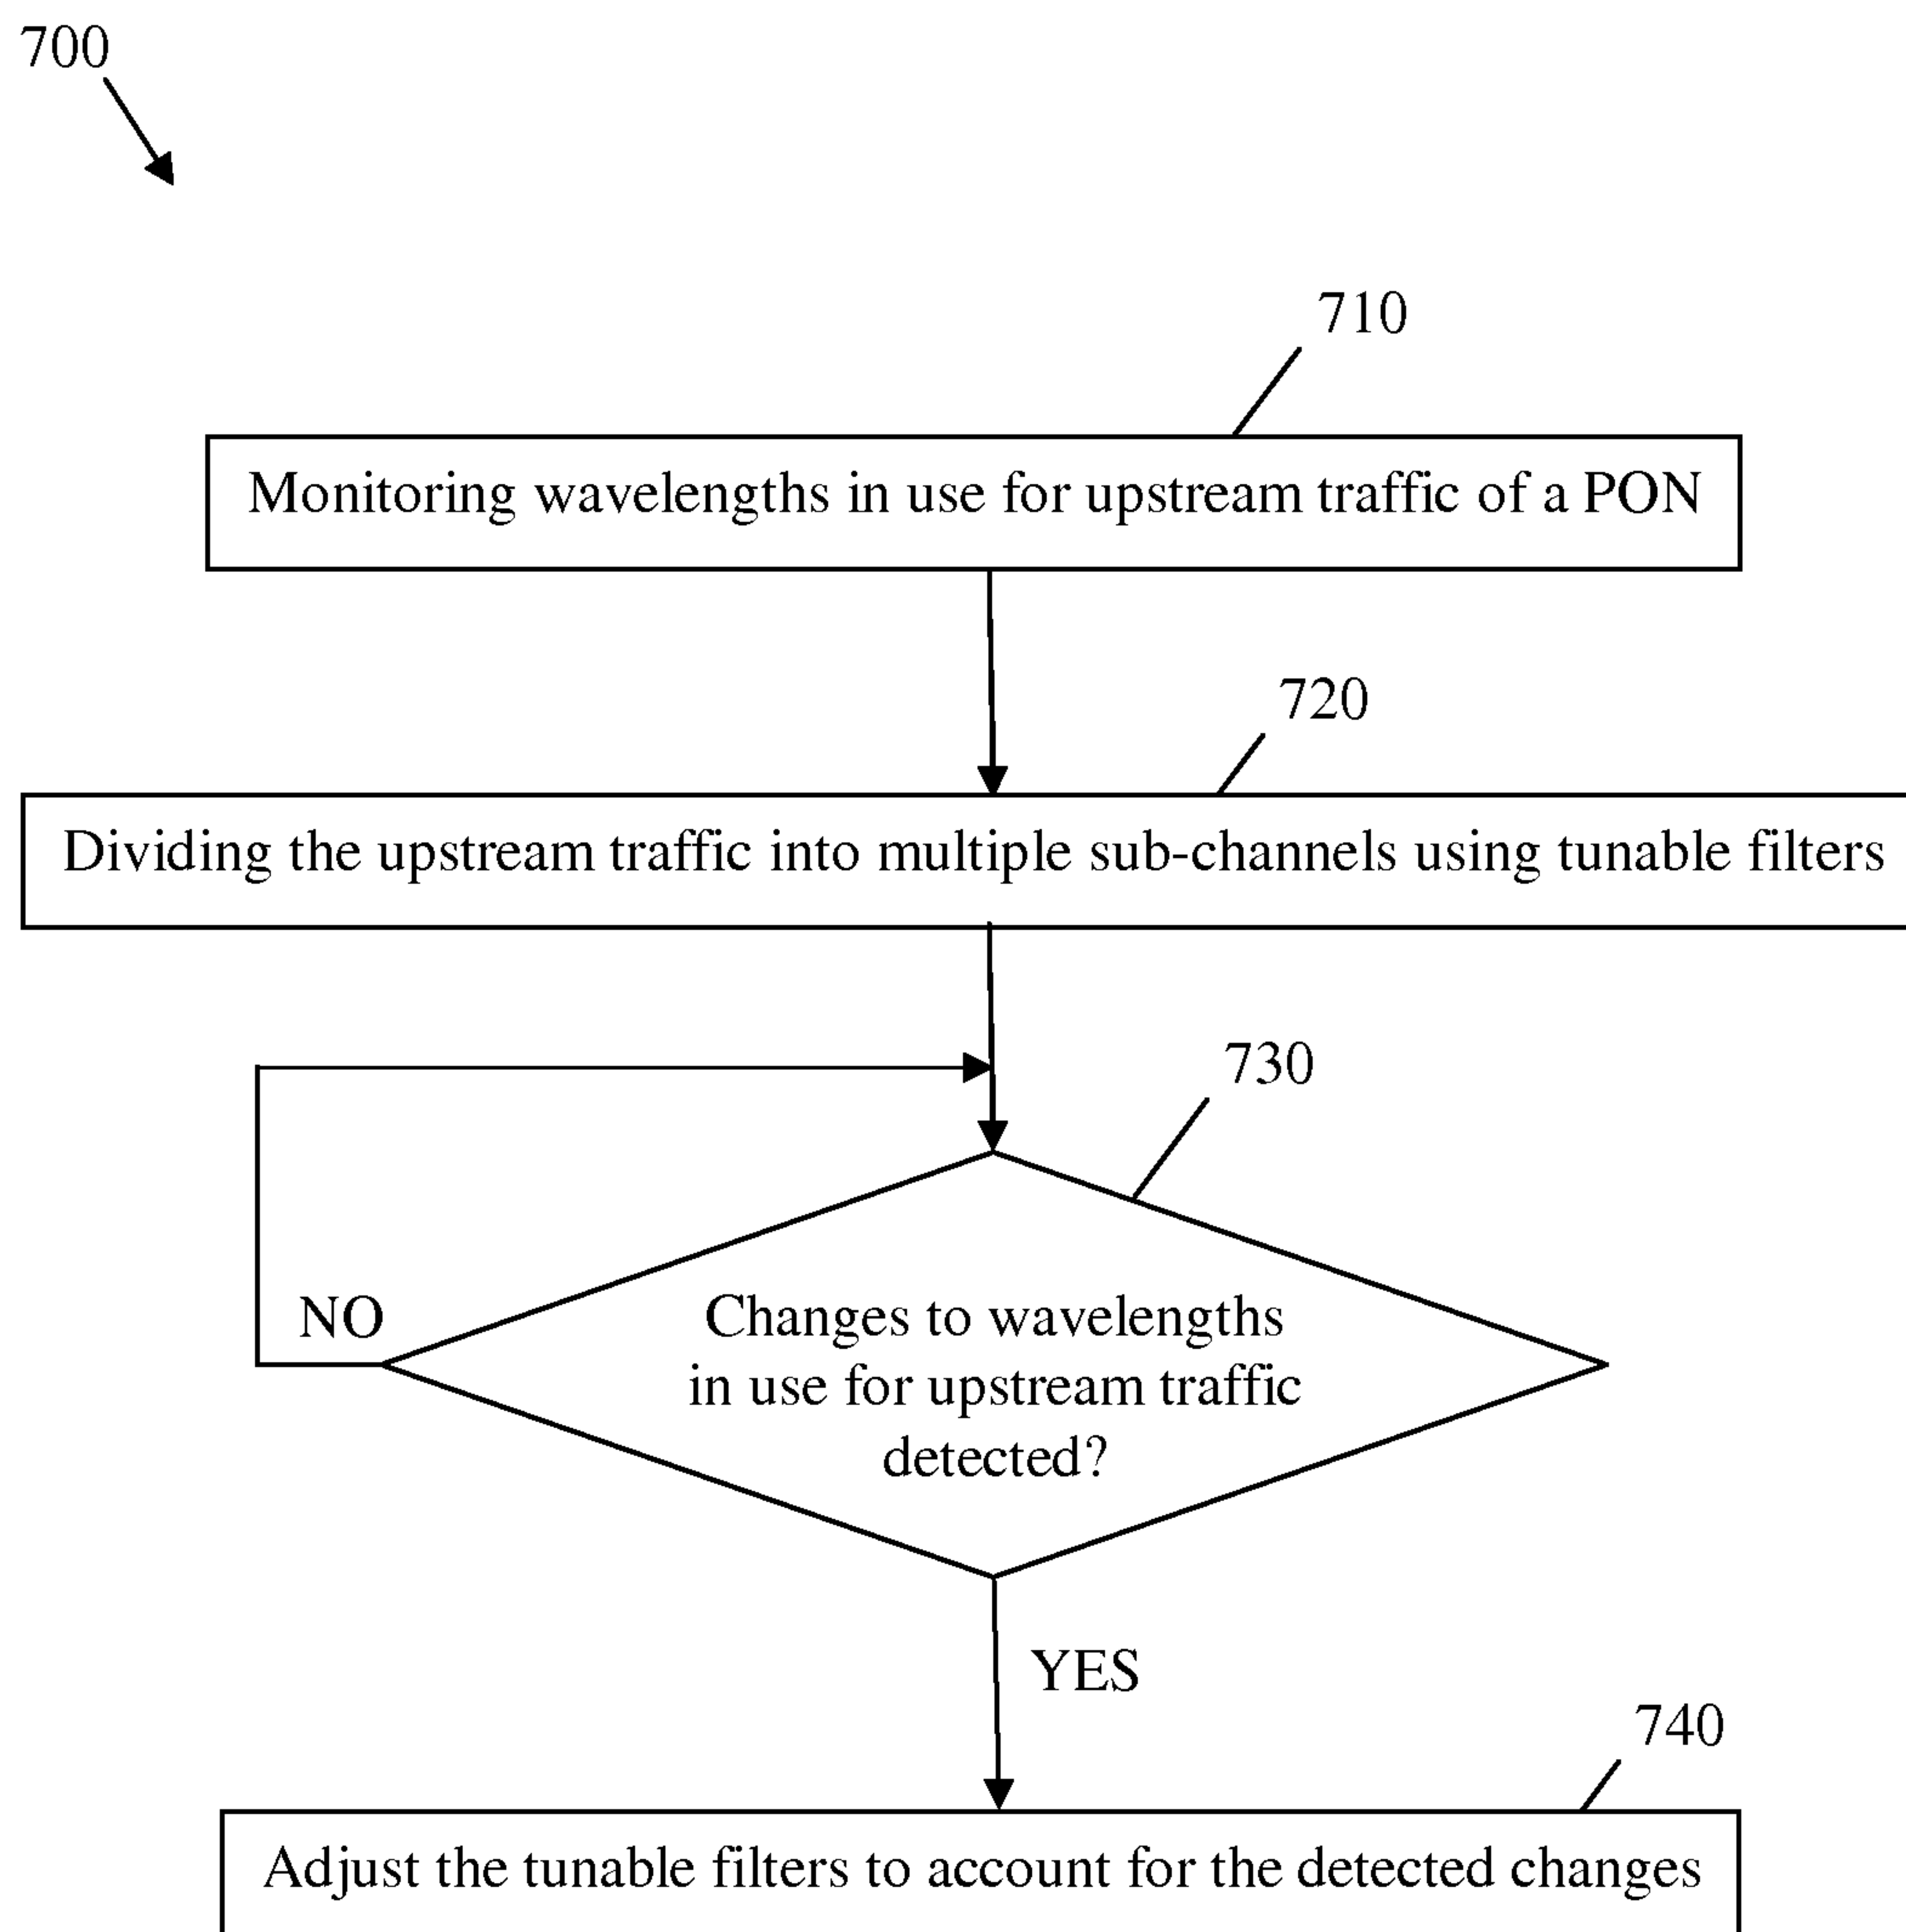 700
710
Monitoring wavelengths in use for upstream traffic of a PON
720
Dividing the upstream traffic into multiple sub-channels using tunable filters
730
NO
Changes to wavelengths
in use for upstream traffic
detected?
YES
740
Adjust the tunable filters to account for the detected changes